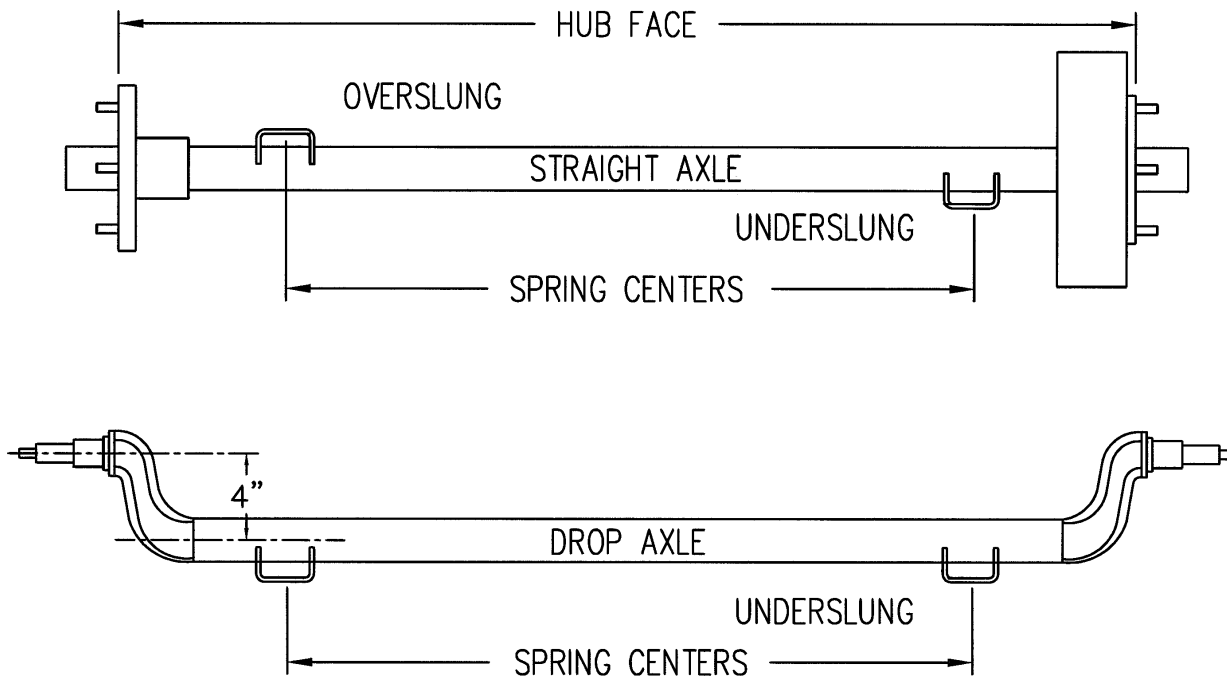 HUB FACE
OVERSLUNG
STRAIGHT AXLE
UNDERSLUNG
SPRING CENTERS
4”
DROP AXLE
UNDERSLUNG
SPRING CENTERS